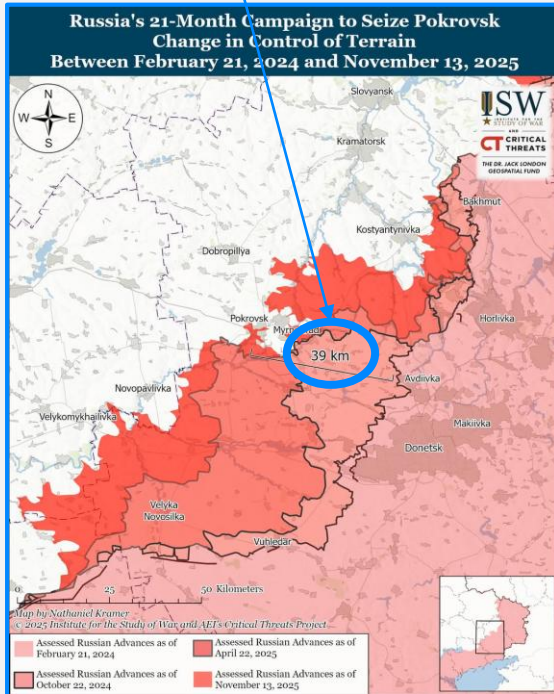 Russia's 21-Month Campaign to Seize Pokrovsk
Change in Control of Terrain
Between February 21, 2024 and November 13, 2025
N
W E
S
Slovyansk
ISW
INSTITUTE FOR THE
STUDY OF WAR
AND
CT CRITICAL
THREATS
THE DR. JACK LONDON
GEOSPATIAL FUND
Kramatorsk
Bakhmut
Kostyantynivka
Dobropillya
Horlivka
Pokrovsk
39 km
Avdiivka
Novopavlivka
Velykomykhailivka
Makiivka
Donetsk
Velyka
Novosilka
Vuhledar
0 25 50 Kilometers
Map by Nathaniel Kramer
© 2025 Institute for the Study of War and AEI's Critical Threats Project
Assessed Russian Advances as of
February 21, 2024
Assessed Russian Advances as of
April 22, 2025
Assessed Russian Advances as of
October 22, 2024
Assessed Russian Advances as of
November 13, 2025